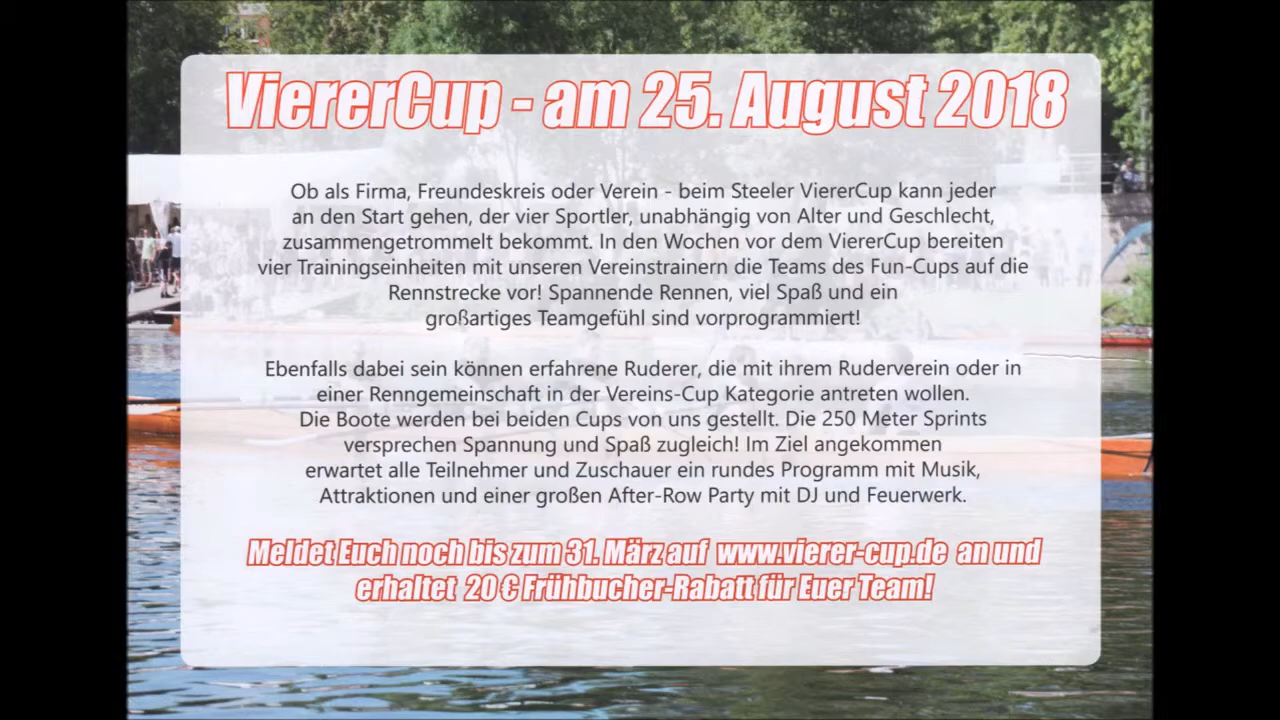 ViererCup - am 25. August 2018
Ob als Firma, Freundeskreis oder Verein - beim Steeler ViererCup kann jeder
an den Start gehen, der vier Sportler, unabhängig von Alter und Geschlecht,
zusammengetrommelt bekommt. In den Wochen vor dem ViererCup bereiten
vier Trainingseinheiten mit unseren Vereinstrainern die Teams des Fun-Cups auf die
Rennstrecke vor! Spannende Rennen, viel Spaß und ein
großartiges Teamgefühl sind vorprogrammiert!
Ebenfalls dabei sein können erfahrene Ruderer, die mit ihrem Ruderverein oder in
einer Renngemeinschaft in der Vereins-Cup Kategorie antreten wollen.
Die Boote werden bei beiden Cups von uns gestellt. Die 250 Meter Sprints
versprechen Spannung und Spaß zugleich! Im Ziel angekommen
erwartet alle Teilnehmer und Zuschauer ein rundes Programm mit Musik,
Attraktionen und einer großen After-Row Party mit DJ und Feuerwerk.
Meldet Euch noch bis zum 31. März auf www.vierer-cup.de an und
erhaltet 20 € Frühbucher-Rabatt für Euer Team!